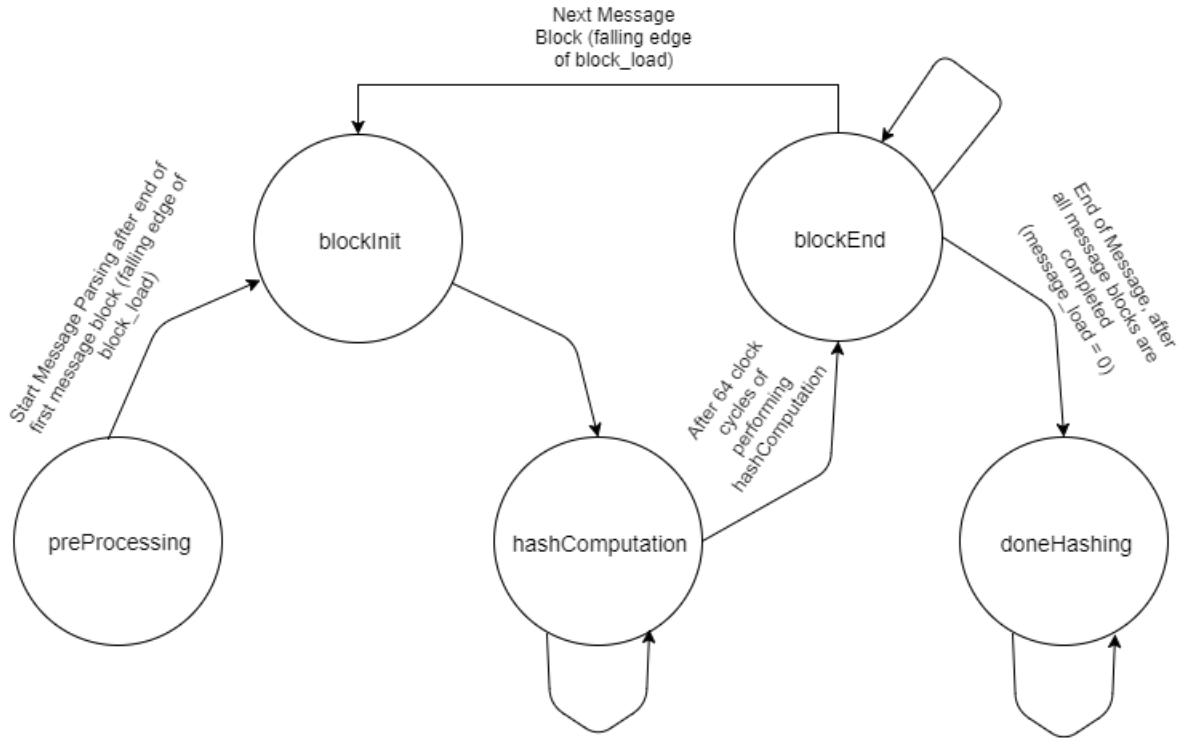 Next Message
Block (falling edge
of block_load)
Start Message Parsing after end of
first message block (falling edge of
block_load)
blockInit
blockEnd
End of Message, after
all message blocks are
completed
(message_load = 0)
After 64 clock
cycles of
performing
hashComputation
preProcessing
hashComputation
doneHashing